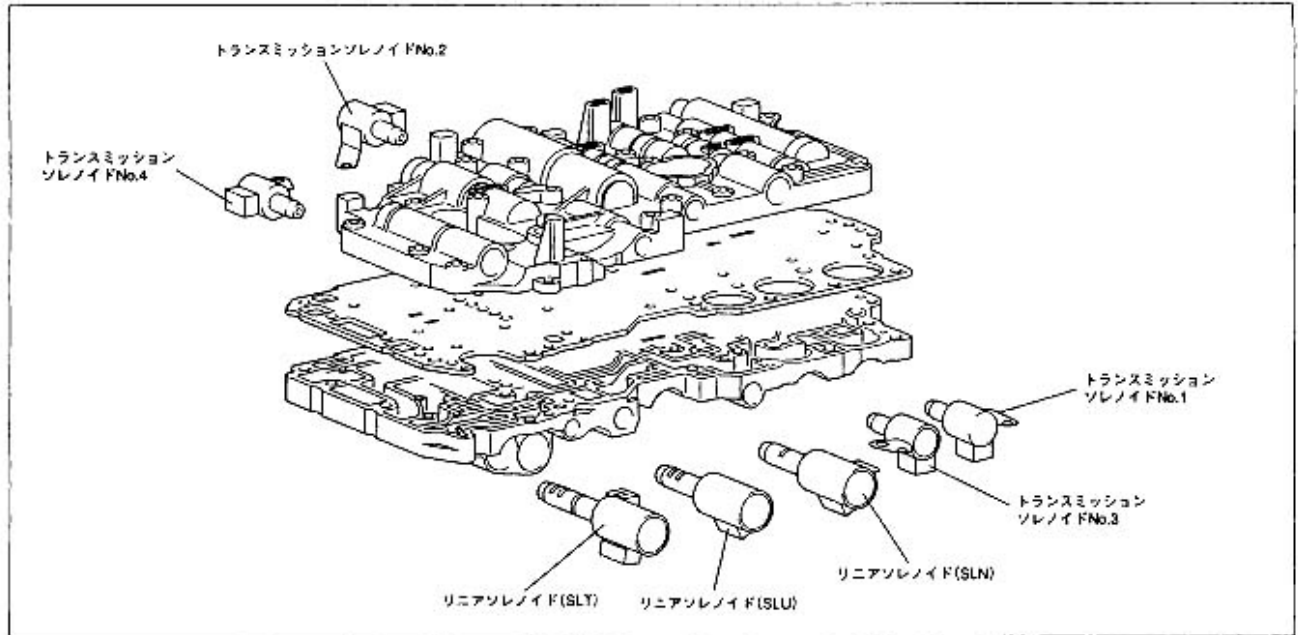 トランスミッションソレノイドNo.2
トランスミッション
ソレノイドNo.4
トランスミッション
ソレノイドNo.1
トランスミッション
ソレノイドNo.3
リニアソレノイド(SLN)
リニアソレノイド(SLT)
リニアソレノイド(SLU)